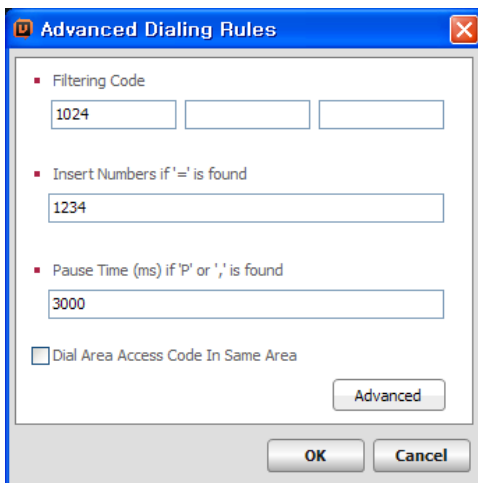 Advanced Dialing Rules
Filtering Code
1024
Insert Numbers if '=' is found
1234
Pause Time (ms) if 'P' or ',' is found
3000
Dial Area Access Code In Same Area
Advanced
OK Cancel